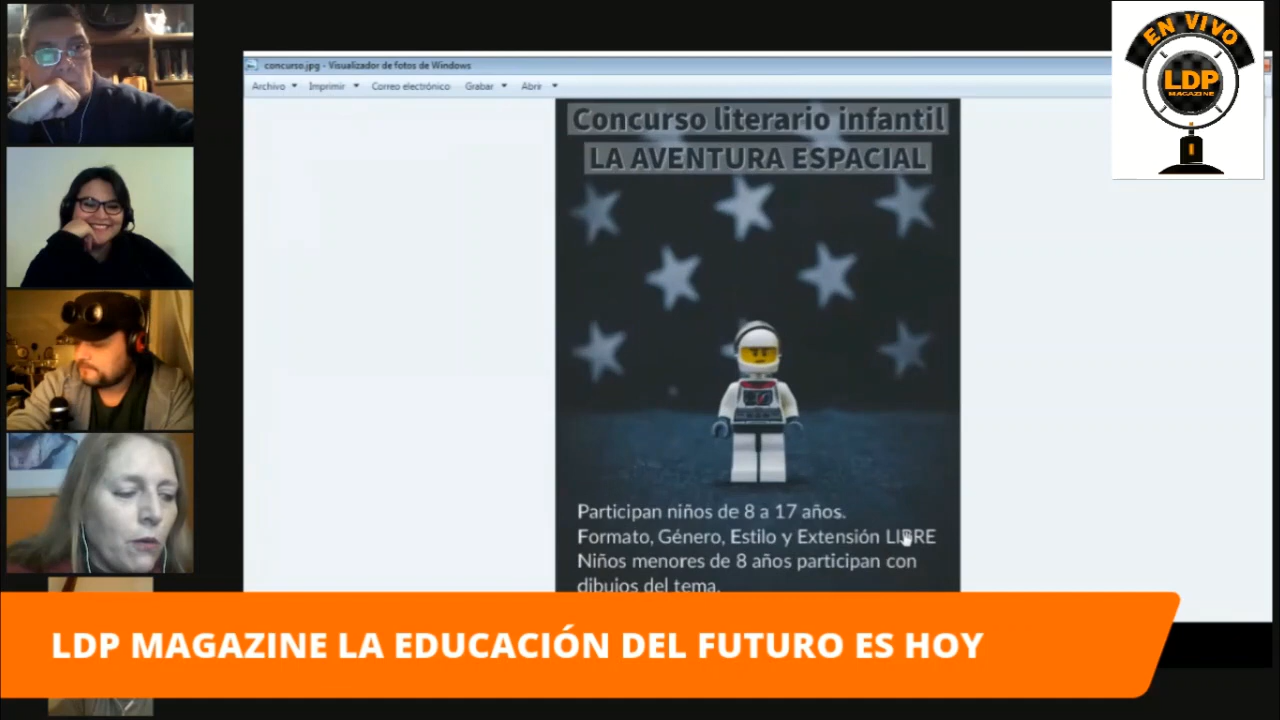 concurso.jpg - Visualizador de fotos de Windows
Archivo Imprimir Correo electrónico Grabar Abrir
EN VIVO
LDP
MAGAZINE
Concurso literario infantil
LA AVENTURA ESPACIAL
Participan niños de 8 a 17 años.
Formato, Género, Estilo y Extensión LIBRE
Niños menores de 8 años participan con
dibujos del tema.
LDP MAGAZINE LA EDUCACIÓN DEL FUTURO ES HOY